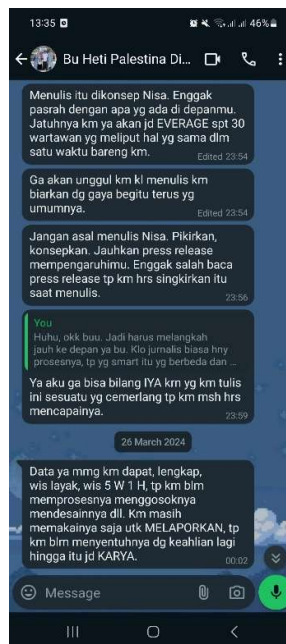 13:35
46%
Bu Heti Palestina Di...
Menulis itu dikonsep Nisa. Enggak
pasrah dengan apa yg ada di depanmu.
Jatuhnya km ya akan jd EVERAGE spt 30
wartawan yg meliput hal yg sama dlm
satu waktu bareng km.
Edited 23:54
Ga akan unggul km kl menulis km
biarkan dg gaya begitu terus yg
umumnya.
Edited 23:54
Jangan asal menulis Nisa. Pikirkan,
konsepkan. Jauhkan press release
mempengaruhimu. Enggak salah baca
press release tp km hrs singkirkan itu
saat menulis.
23:56
You
Huhu, okk buu. Jadi harus melangkah
jauh ke depan ya bu. Klo jurnalis biasa hny
prosesnya, tp yg smart itu yg berbeda dan ...
Ya aku ga bisa bilang IYA krn yg km tulis
ini sesuatu yg cemerlang tp km msh hrs
mencapainya.
23:59
26 March 2024
Data ya mmg km dapat, lengkap,
wis layak, wis 5 W 1 H, tp km blm
memprosesnya menggosoknya
mendesainnya dll. Km masih
memakainya saja utk MELAPORKAN, tp
km blm menyentuhnya dg keahlian lagi
hingga itu jd KARYA.
00:02
Message